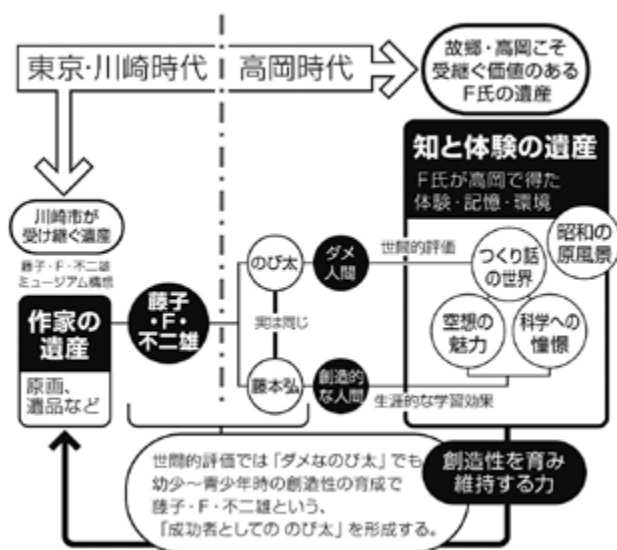 東京・川崎時代
高岡時代
故郷・高岡こそ
受継ぐ価値のある
F氏の遺産
知と体験の遺産
F氏が高岡で得た
体験・記憶・環境
川崎市が
受け継ぐ遺産
藤子・F・不二雄
ミュージアム構想
作家の
遺産
原画、
遺品など
藤子
・F・
不二雄
のび太
実は同じ
藤本弘
ダメ
人間
創造的
な人間
世間的評価
生涯的な学習効果
つくり話
の世界
昭和の
原風景
空想の
魅力
科学への
憧憬
世間的評価では「ダメなのび太」でも
幼少～青少年時の創造性の育成で
藤子・F・不二雄という、
「成功者としての のび太」を形成する。
創造性を育み
維持する力